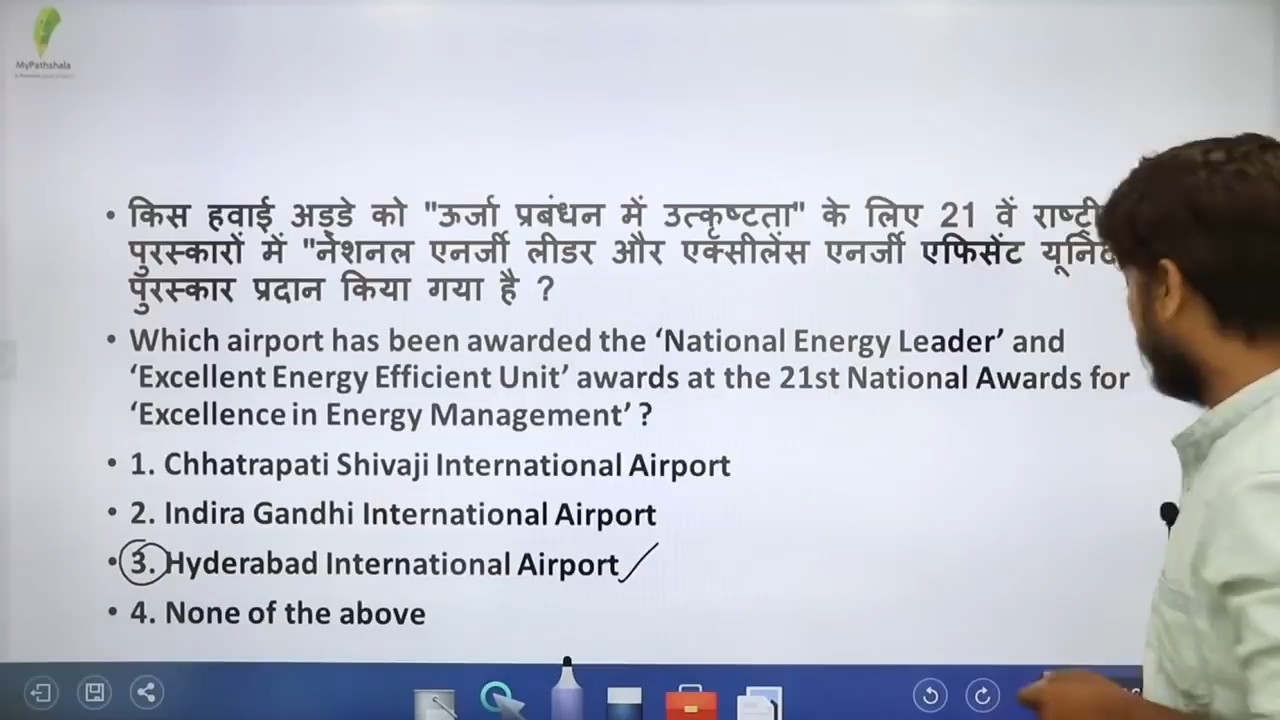 MyPathshala
• किस हवाई अड्डे को "ऊर्जा प्रबंधन में उत्कृष्टता" के लिए 21 वें
पुरस्कारों में "नेशनल एनर्जी लीडर और एक्सीलेंस एनर्जी एफिसेंट
पुरस्कार प्रदान किया गया है ?
• Which airport has been awarded the ‘National Energy Leader’ and
‘Excellent Energy Efficient Unit’ awards at the 21st National Awards for
‘Excellence in Energy Management’ ?
• 1. Chhatrapati Shivaji International Airport
• 2. Indira Gandhi International Airport
• 3. Hyderabad International Airport
• 4. None of the above